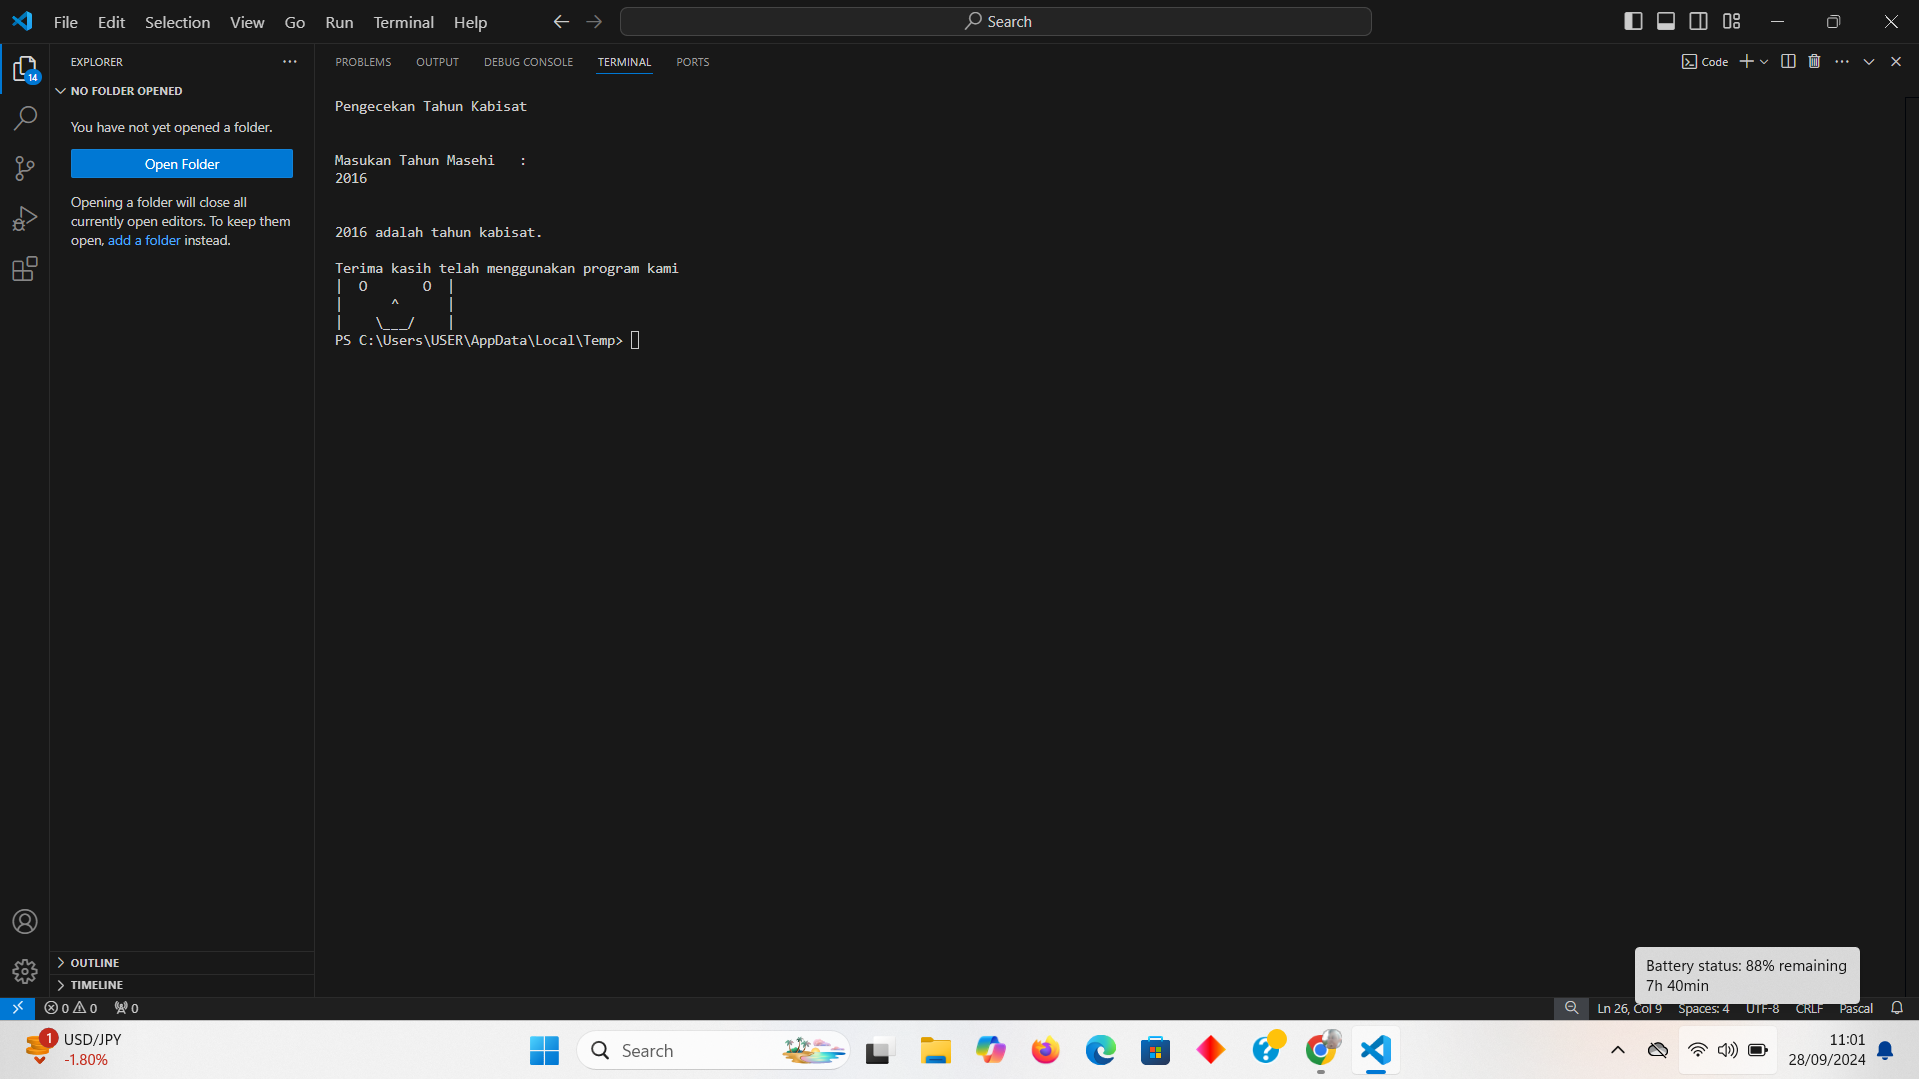 File Edit Selection View Go Run Terminal Help
Search
EXPLORER
14
NO FOLDER OPENED
You have not yet opened a folder.
Open Folder
Opening a folder will close all
currently open editors. To keep them
open, add a folder instead.
OUTLINE
TIMELINE
PROBLEMS OUTPUT DEBUG CONSOLE TERMINAL PORTS
Code
Pengecekan Tahun Kabisat
Masukan Tahun Masehi   :
2016
2016 adalah tahun kabisat.
Terima kasih telah menggunakan program kami
|  O       O  |
|      ^      |
|    \___/    |
PS C:\Users\USER\AppData\Local\Temp>
Battery status: 88% remaining
7h 40min
0 0 0
Ln 26, Col 9 Spaces: 4 UTF-8 CRLF Pascal
1
USD/JPY
-1.80%
Search
11:01
28/09/2024